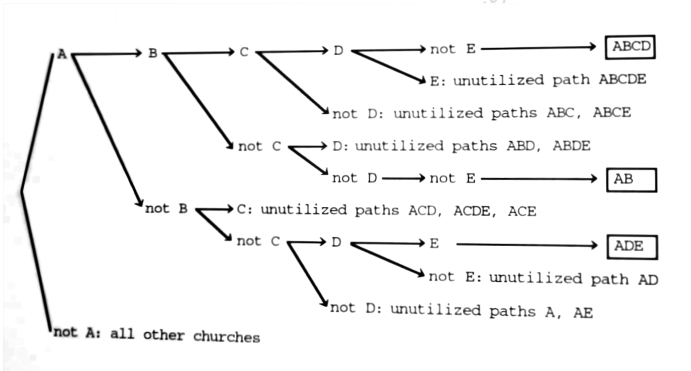 A B C D not E ABCD
E: unutilized path ABCDE
not D: unutilized paths ABC, ABCE
not C D: unutilized paths ABD, ABDE
not D not E AB
not B C: unutilized paths ACD, ACDE, ACE
not C D E ADE
not E: unutilized path AD
not D: unutilized paths A, AE
not A: all other churches